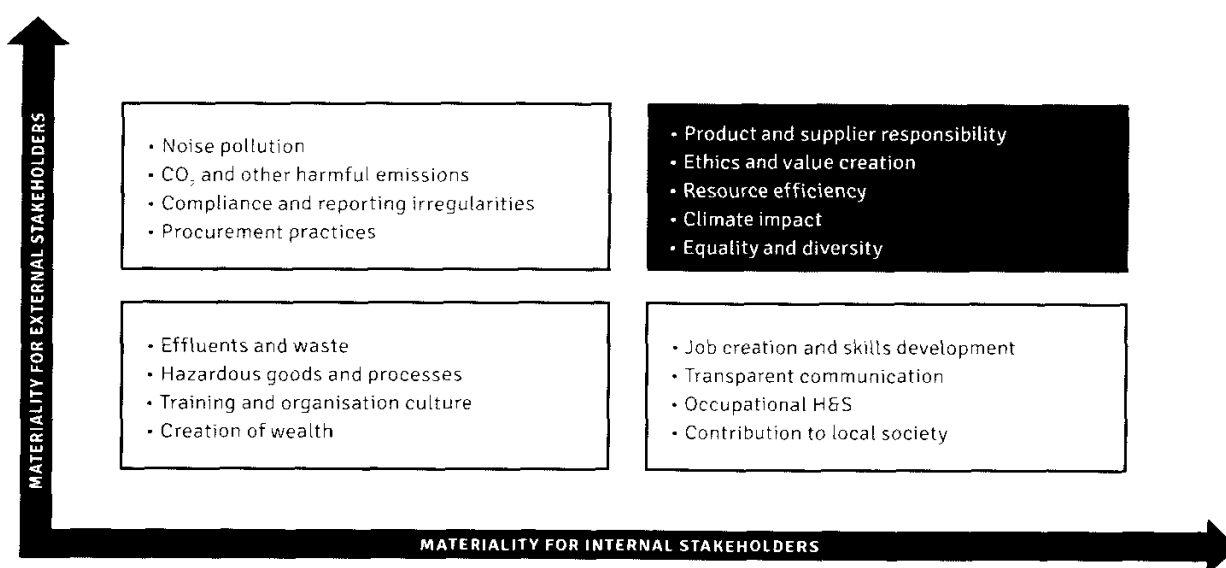 MATERIALITY FOR EXTERNAL STAKEHOLDERS
• Noise pollution
• CO₂ and other harmful emissions
• Compliance and reporting irregularities
• Procurement practices
• Product and supplier responsibility
• Ethics and value creation
• Resource efficiency
• Climate impact
• Equality and diversity
• Effluents and waste
• Hazardous goods and processes
• Training and organisation culture
• Creation of wealth
• Job creation and skills development
• Transparent communication
• Occupational H&S
• Contribution to local society
MATERIALITY FOR INTERNAL STAKEHOLDERS